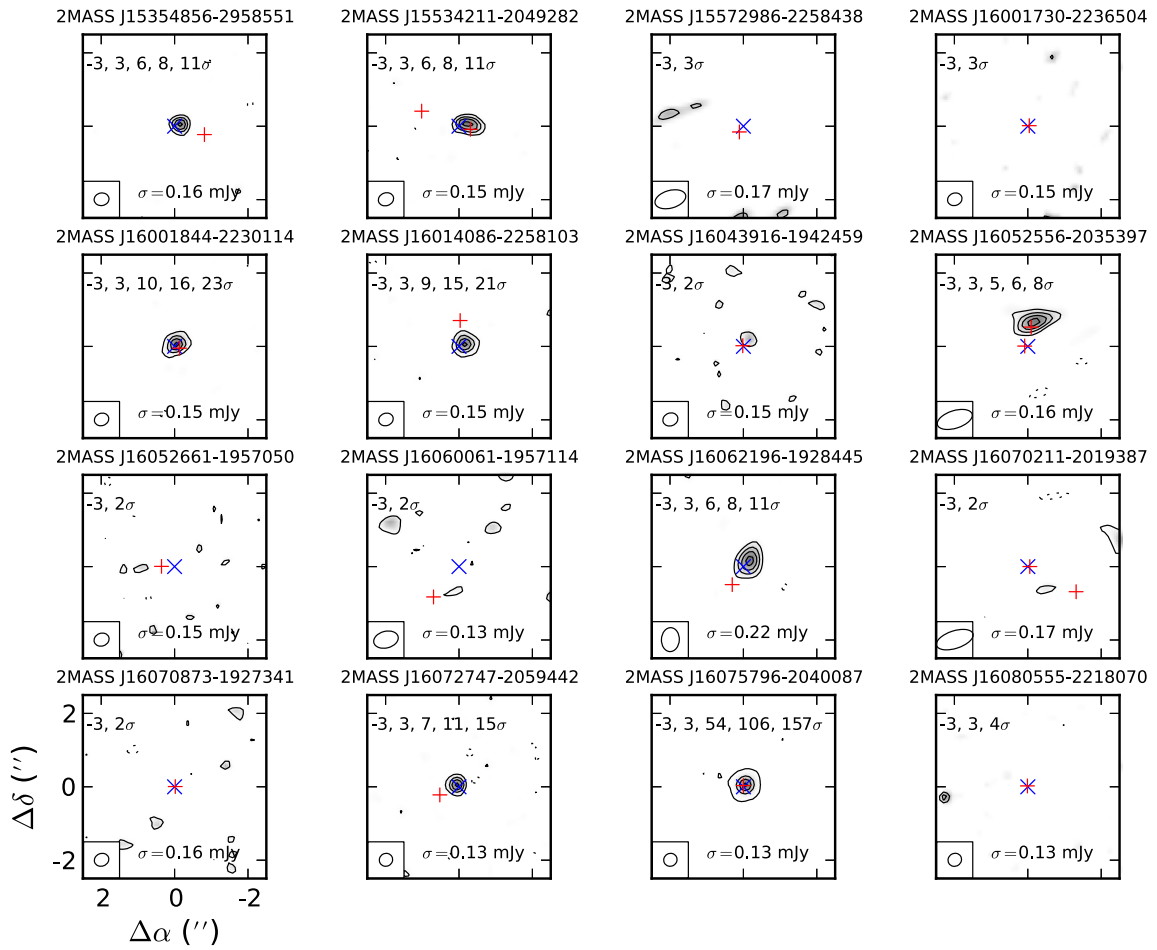 2MASS J15354856-2958551 2MASS J15534211-2049282 2MASS J15572986-2258438 2MASS J16001730-2236504
-3, 3, 6, 8, 11σ -3, 3, 6, 8, 11σ -3, 3σ -3, 3σ
σ=0.16 mJy σ=0.15 mJy σ=0.17 mJy σ=0.15 mJy
2MASS J16001844-2230114 2MASS J16014086-2258103 2MASS J16043916-1942459 2MASS J16052556-2035397
-3, 3, 10, 16, 23σ -3, 3, 9, 15, 21σ -3, 2σ -3, 3, 5, 6, 8σ
σ=0.15 mJy σ=0.15 mJy σ=0.15 mJy σ=0.16 mJy
2MASS J16052661-1957050 2MASS J16060061-1957114 2MASS J16062196-1928445 2MASS J16070211-2019387
-3, 2σ -3, 2σ -3, 3, 6, 8, 11σ -3, 2σ
σ=0.15 mJy σ=0.13 mJy σ=0.22 mJy σ=0.17 mJy
2MASS J16070873-1927341 2MASS J16072747-2059442 2MASS J16075796-2040087 2MASS J16080555-2218070
-3, 2σ -3, 3, 7, 11, 15σ -3, 3, 54, 106, 157σ -3, 3, 4σ
σ=0.16 mJy σ=0.13 mJy σ=0.13 mJy σ=0.13 mJy
2
0
-2
Δδ ('')
2 0 -2
Δα ('')